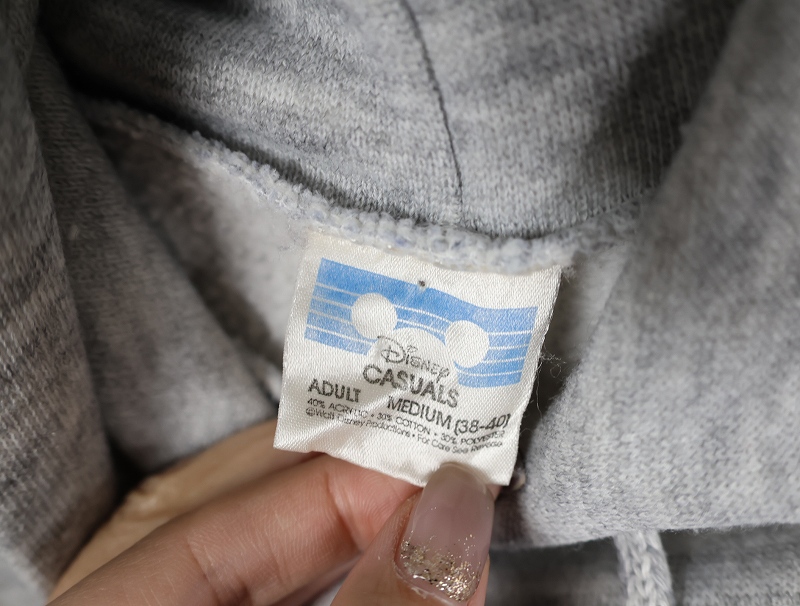 Disney
CASUALS
ADULT MEDIUM (38-40)
40% ACRYLIC • 30% COTTON • 30% POLYESTER
©Walt Disney Productions • For Care See Reverse